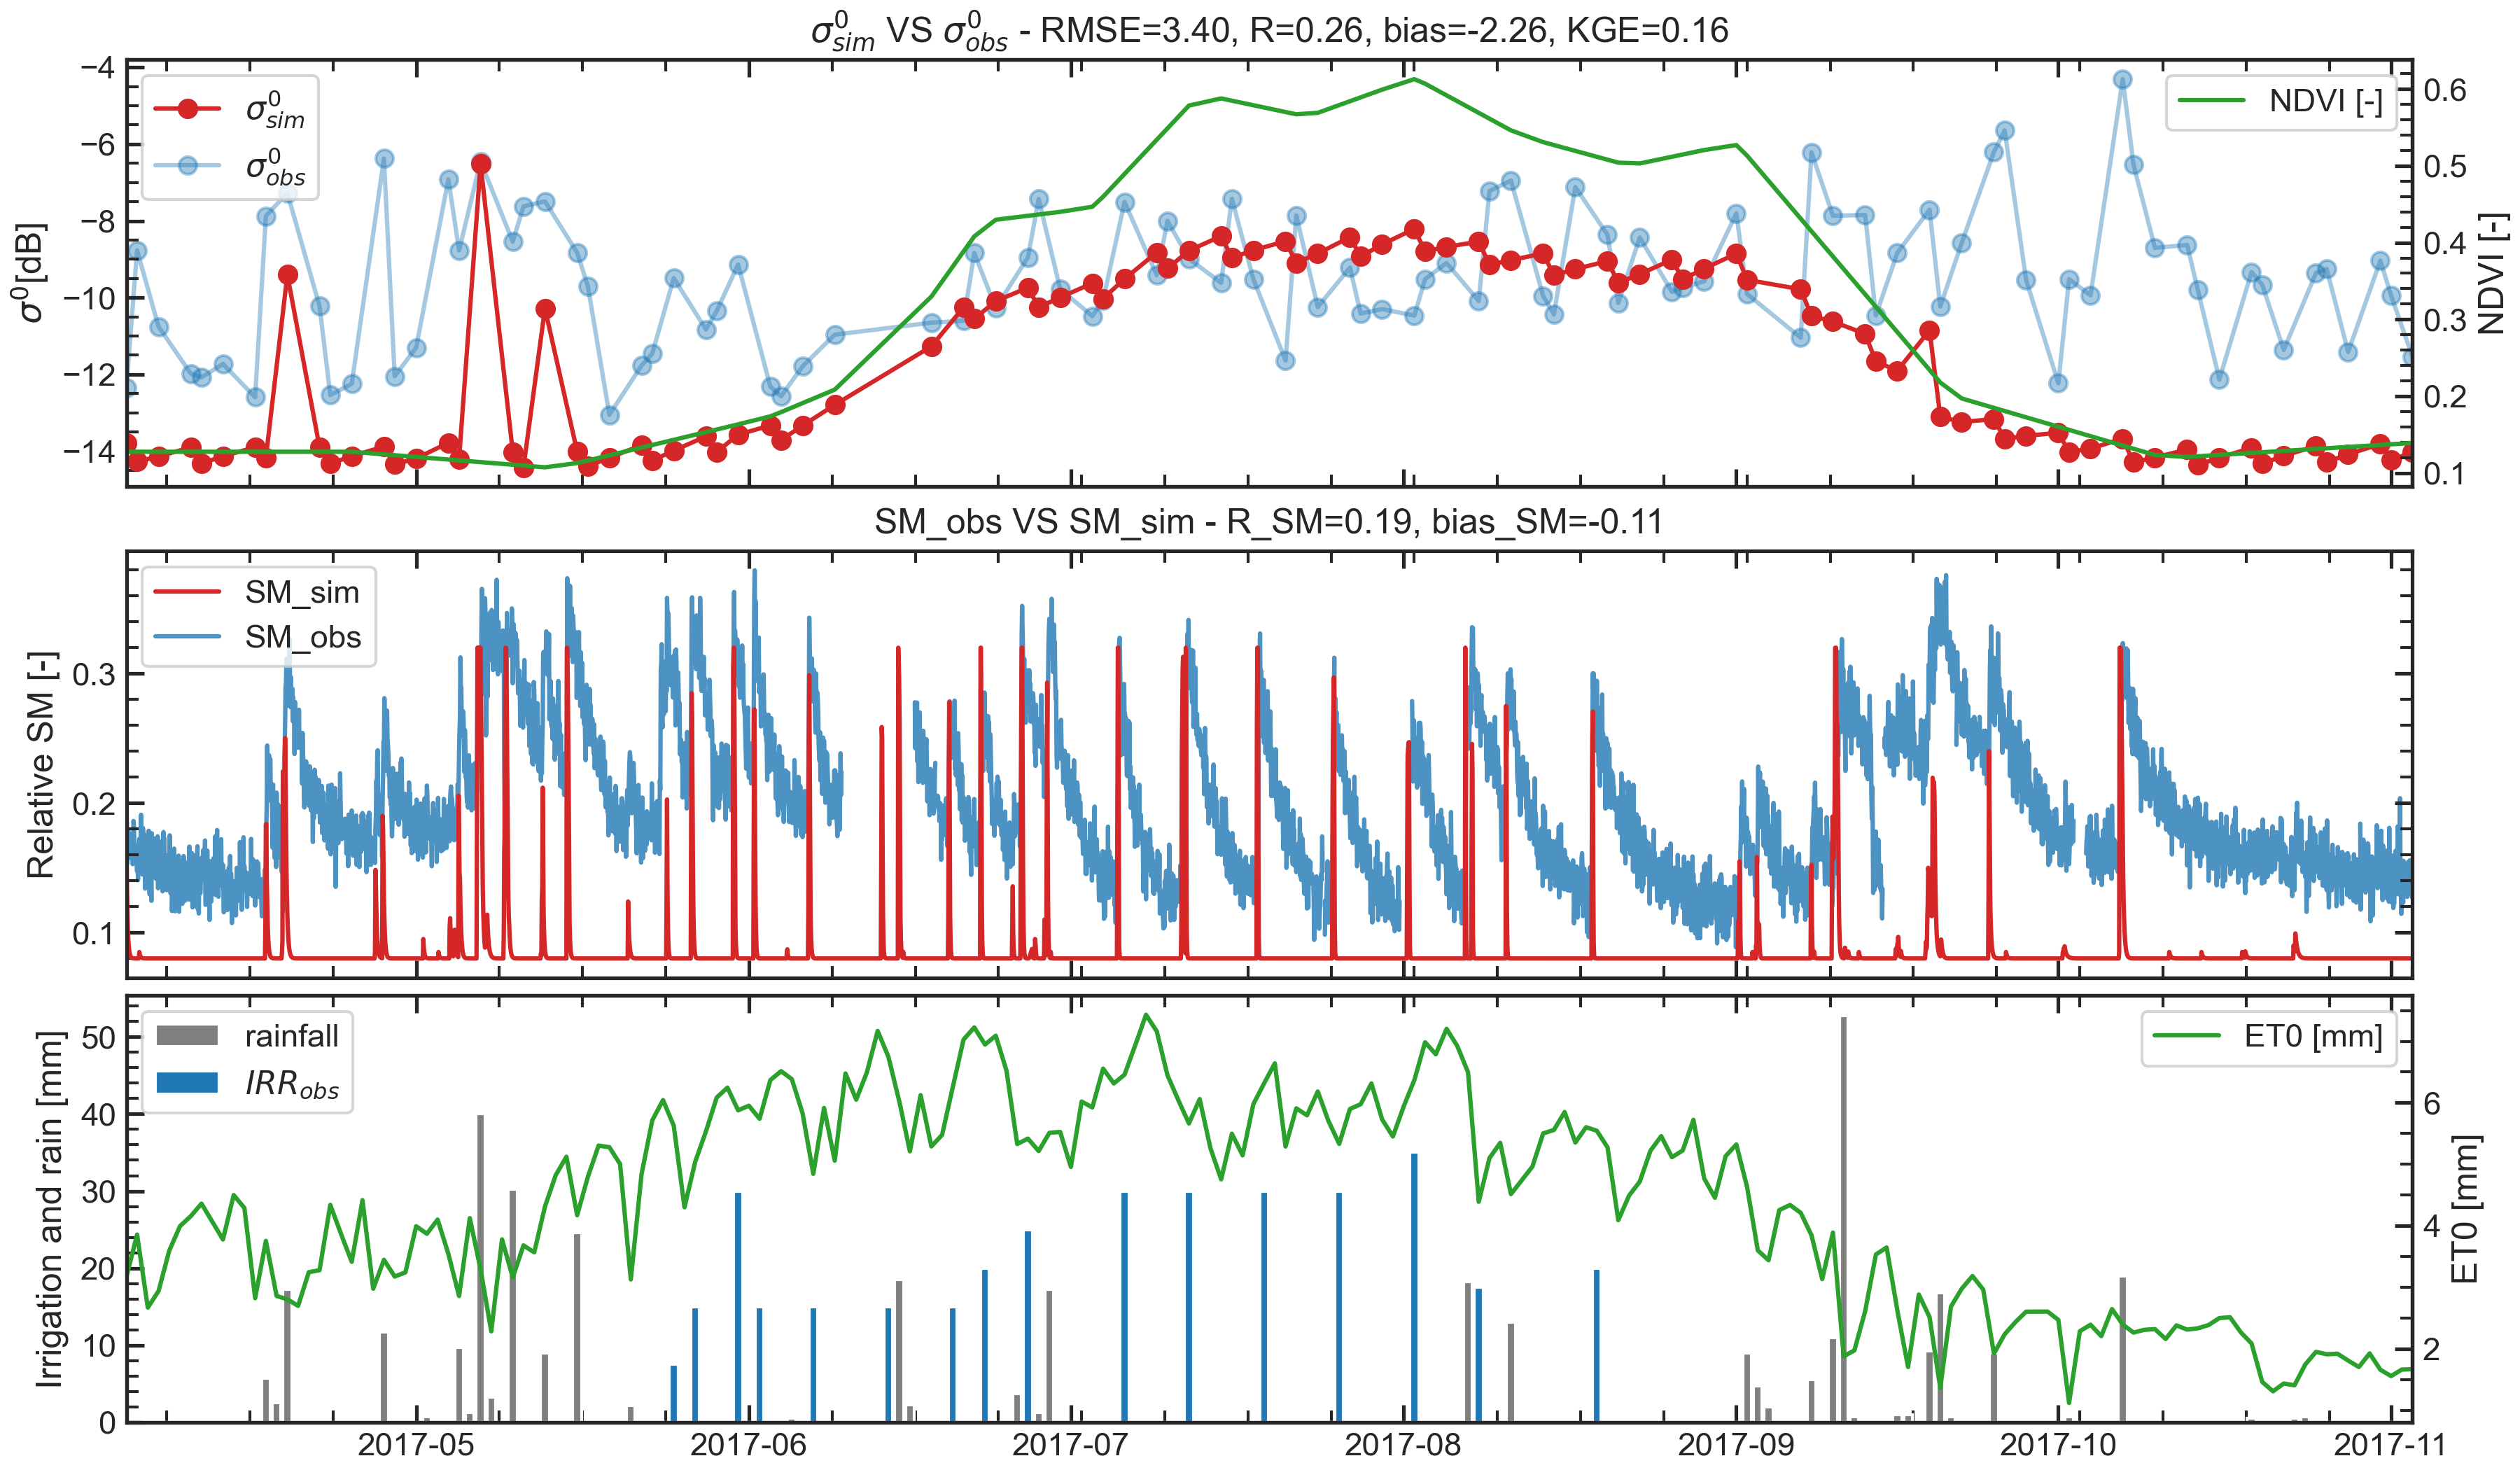 σ⁰sim VS σ⁰obs - RMSE=3.40, R=0.26, bias=-2.26, KGE=0.16
−4
−6
−8
−10
−12
−14
σ⁰[dB]
σ⁰sim
σ⁰obs
NDVI [-]
0.6
0.5
0.4
0.3
0.2
0.1
NDVI [-]
SM_obs VS SM_sim - R_SM=0.19, bias_SM=-0.11
SM_sim
SM_obs
0.3
0.2
0.1
Relative SM [-]
rainfall
IRRobs
ET0 [mm]
50
40
30
20
10
0
Irrigation and rain [mm]
6
4
2
ET0 [mm]
2017-05
2017-06
2017-07
2017-08
2017-09
2017-10
2017-11